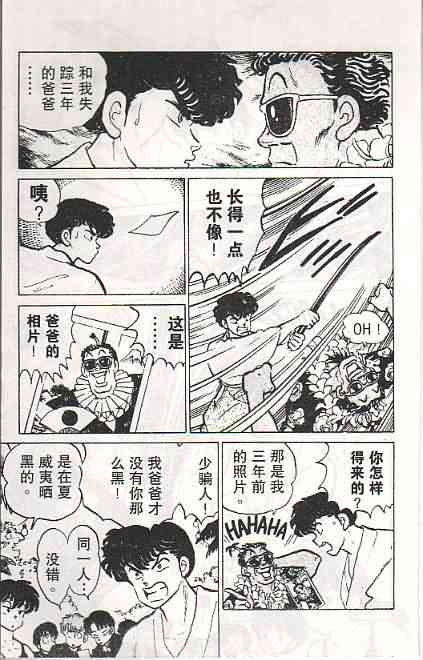 和我失
踪三年
的爸爸
……
长得一点
也不像！
OH！
咦？
这是
……
爸爸的
相片！
你怎样
得来的？
那是我
三年前
的照片。
HAHAHA
少骗人！
我爸爸才
没有你那
么黑！
是在夏
威夷晒
黑的。
同一人…
没错。